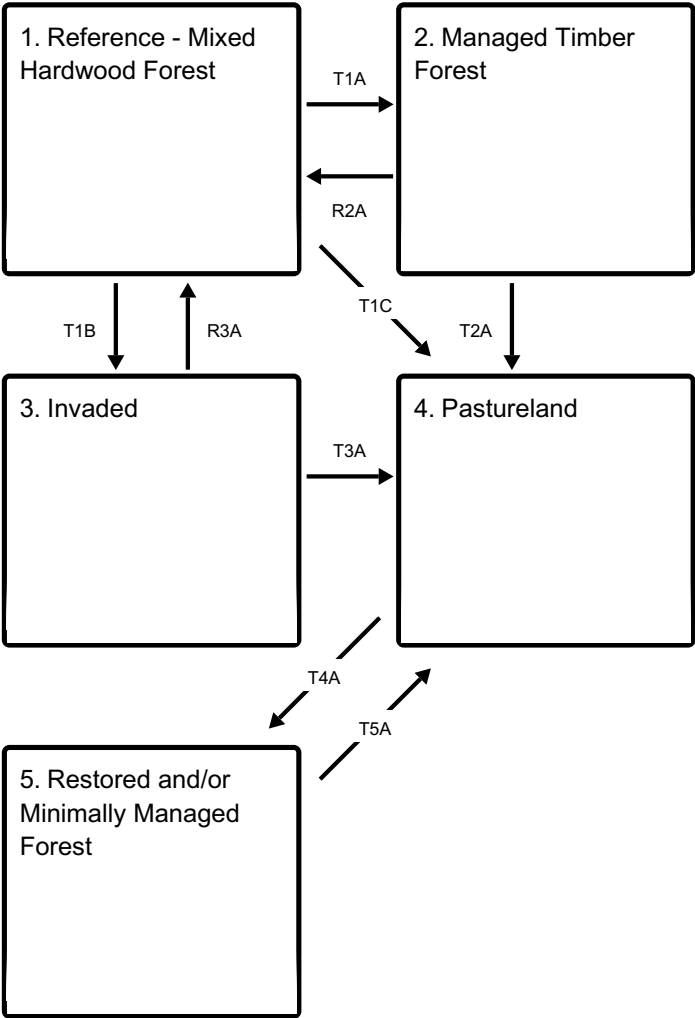 1. Reference - Mixed
Hardwood Forest
2. Managed Timber
Forest
T1A
R2A
T1C
T1B
R3A
T2A
3. Invaded
4. Pastureland
T3A
T4A
T5A
5. Restored and/or
Minimally Managed
Forest